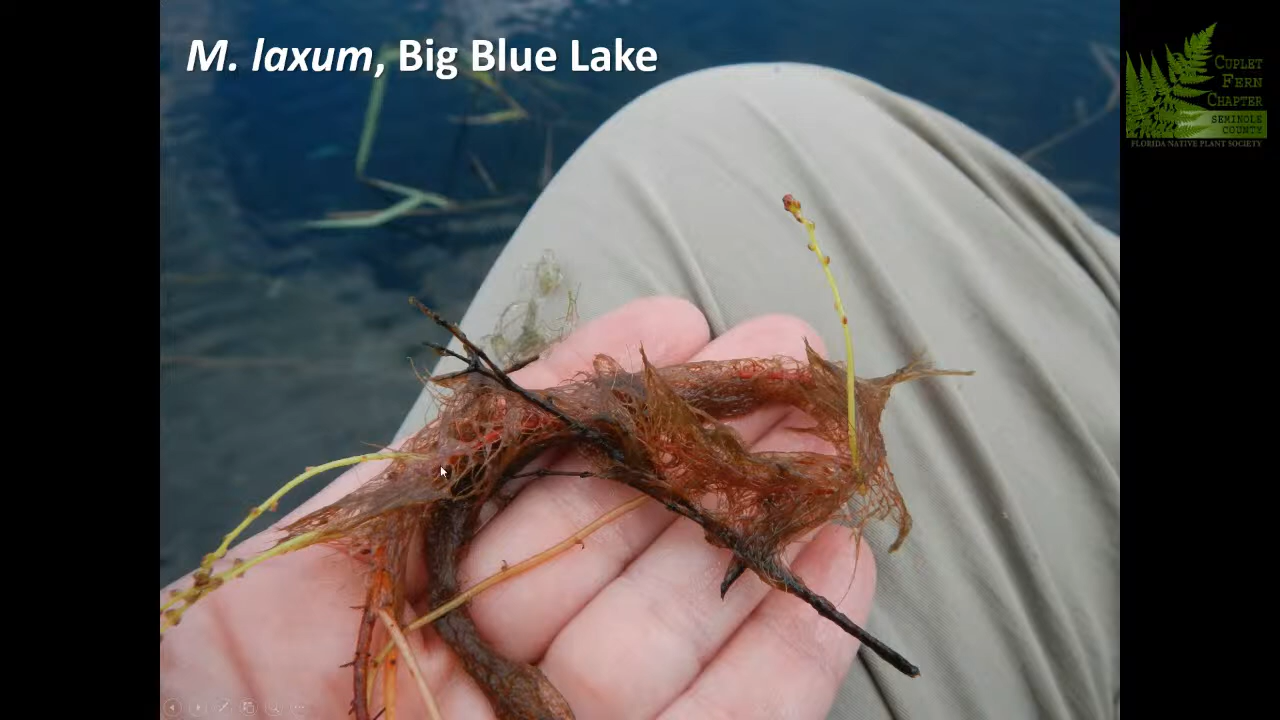 M. laxum, Big Blue Lake
CUPLET
FERN
CHAPTER
SEMINOLE
COUNTY
FLORIDA NATIVE PLANT SOCIETY